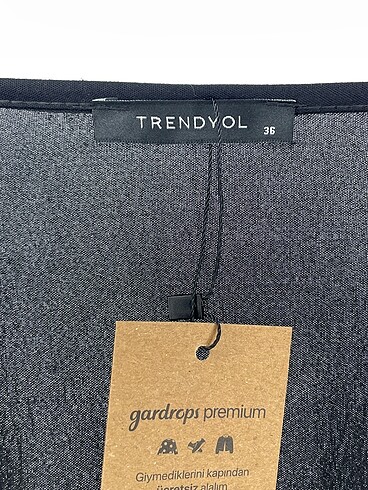 TRENDYOL
36
gardrops premium
Giymediklerini kapından
ücretsiz alalım